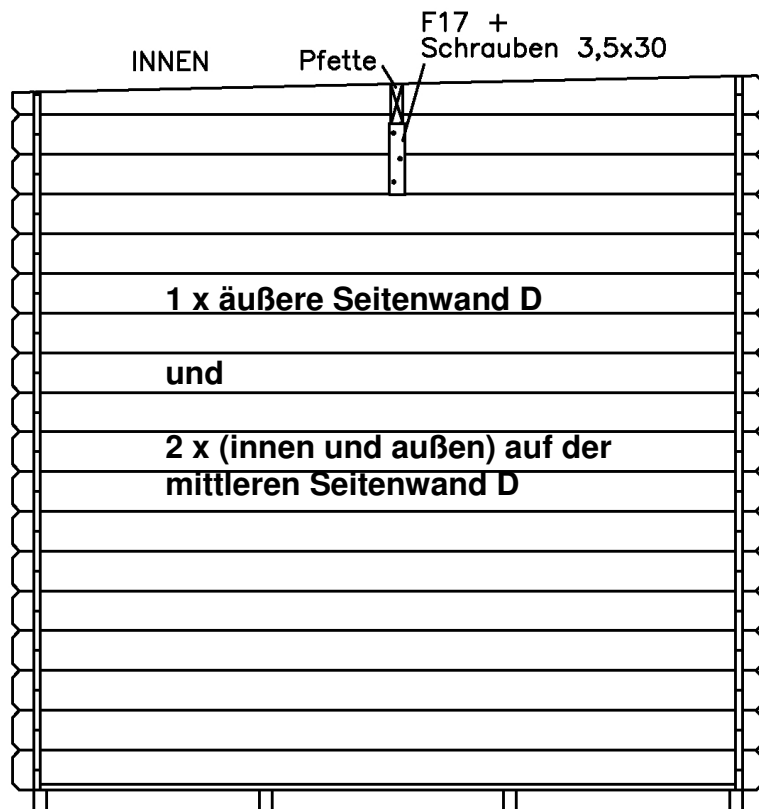 F17 +
Schrauben 3,5x30
INNEN
Pfette
1 x äußere Seitenwand D
und
2 x (innen und außen) auf der
mittleren Seitenwand D